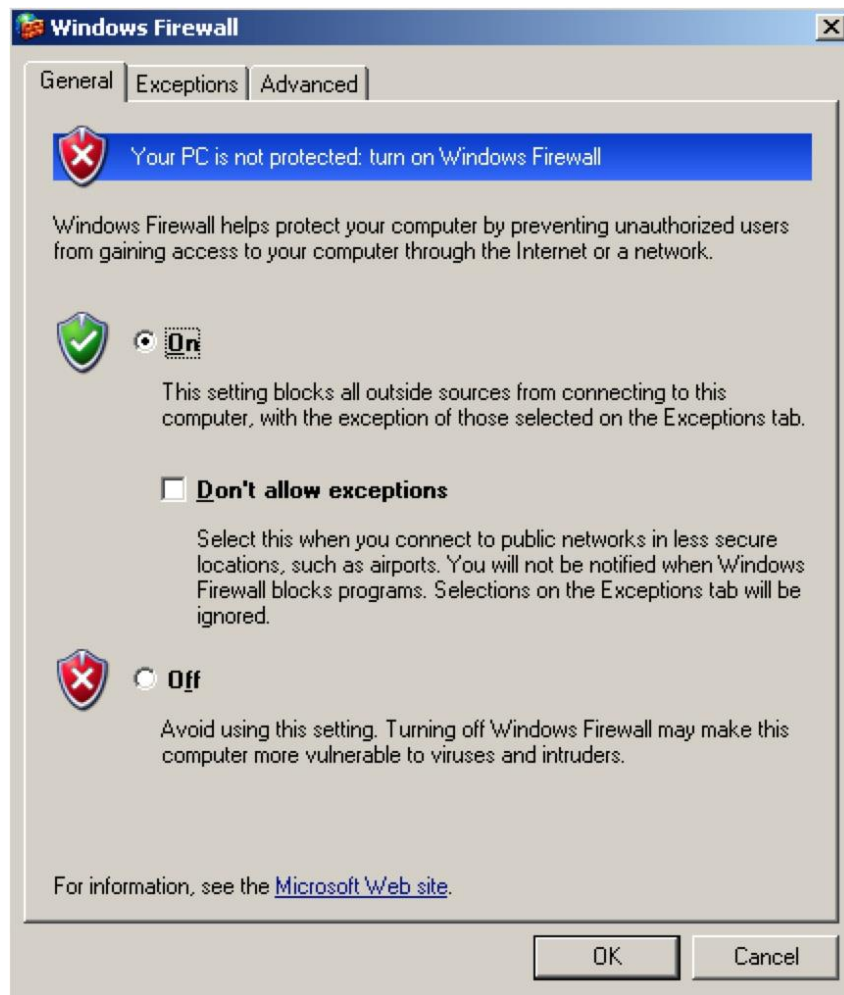 Windows Firewall
General Exceptions Advanced
Your PC is not protected: turn on Windows Firewall
Windows Firewall helps protect your computer by preventing unauthorized users
from gaining access to your computer through the Internet or a network.
On
This setting blocks all outside sources from connecting to this
computer, with the exception of those selected on the Exceptions tab.
Don't allow exceptions
Select this when you connect to public networks in less secure
locations, such as airports. You will not be notified when Windows
Firewall blocks programs. Selections on the Exceptions tab will be
ignored.
Off
Avoid using this setting. Turning off Windows Firewall may make this
computer more vulnerable to viruses and intruders.
For information, see the Microsoft Web site.
OK Cancel